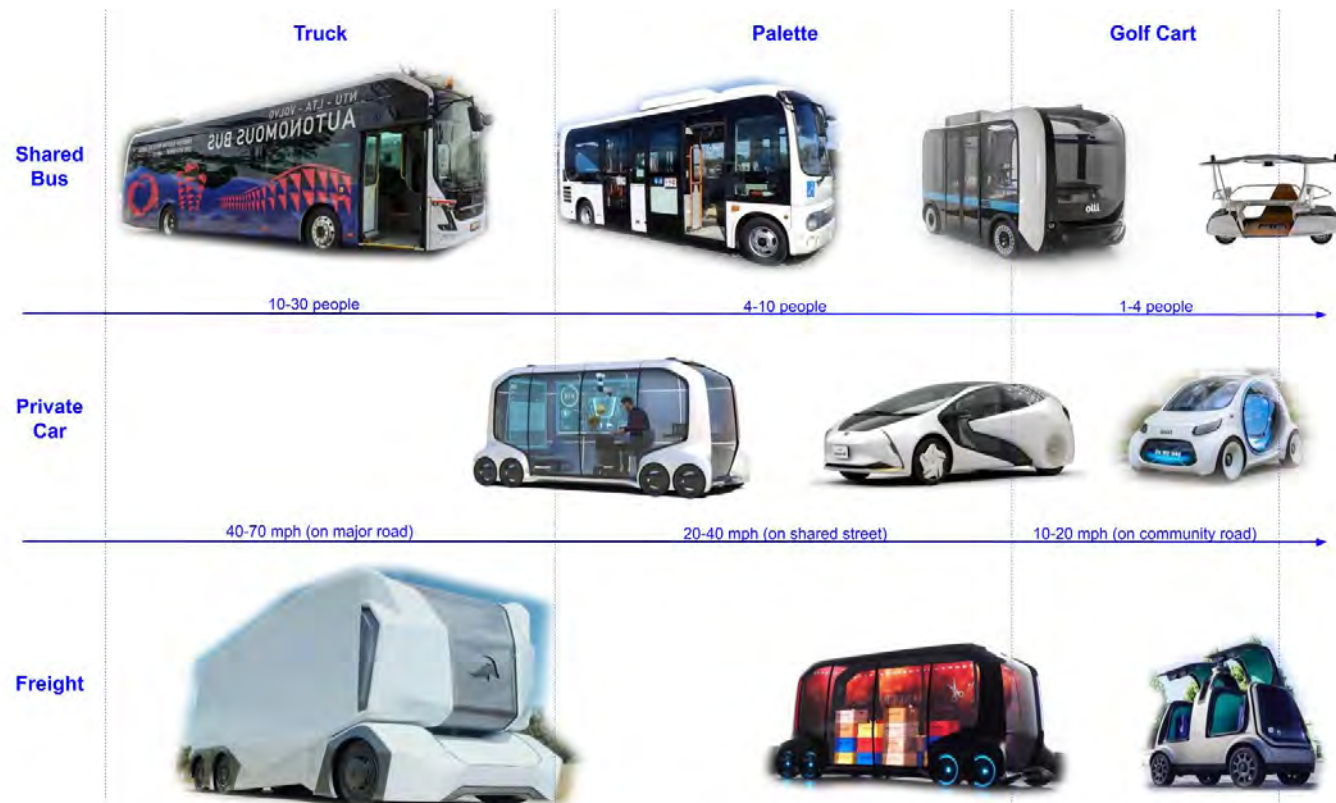 Truck
Palette
Golf Cart
Shared
Bus
NTU - LTA - VOLVO
AUTONOMOUS BUS
olli
10-30 people
4-10 people
1-4 people
Private
Car
40-70 mph (on major road)
20-40 mph (on shared street)
10-20 mph (on community road)
Freight